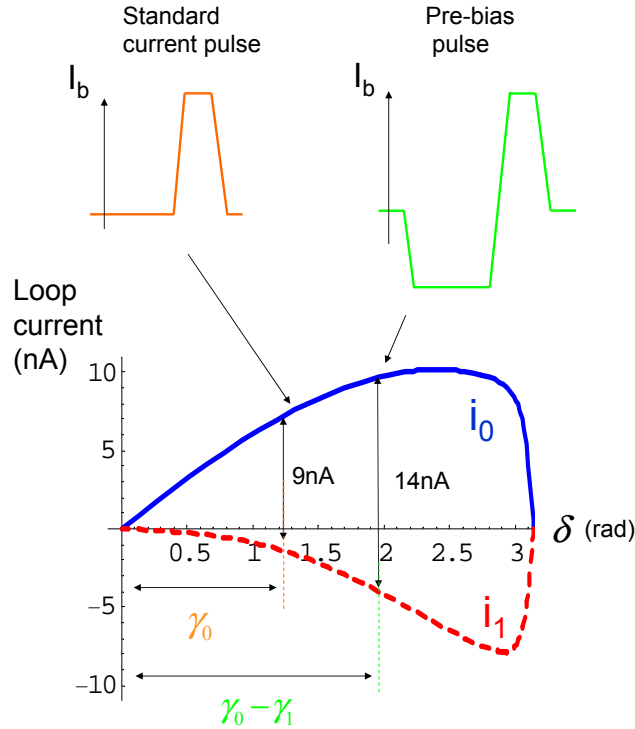 Standard
current pulse
Pre-bias
pulse
I_b
I_b
Loop
current
(nA)
10
5
-5
-10
0.5
1
1.5
2
2.5
3
δ (rad)
i_0
i_1
9nA
14nA
γ_0
γ_0 − γ_1